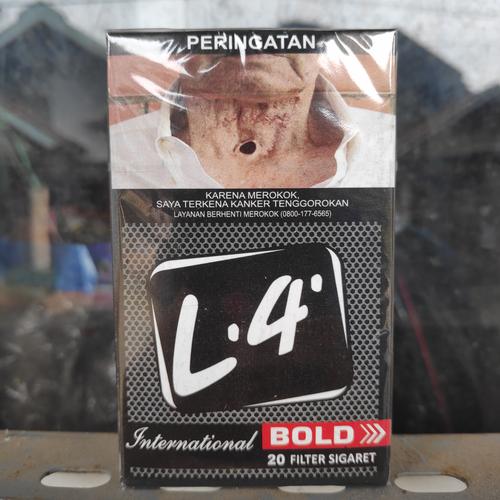 PERINGATAN
KARENA MEROKOK,
SAYA TERKENA KANKER TENGGOROKAN
LAYANAN BERHENTI MEROKOK (0800-177-6565)
L.4'
International BOLD
20 FILTER SIGARET